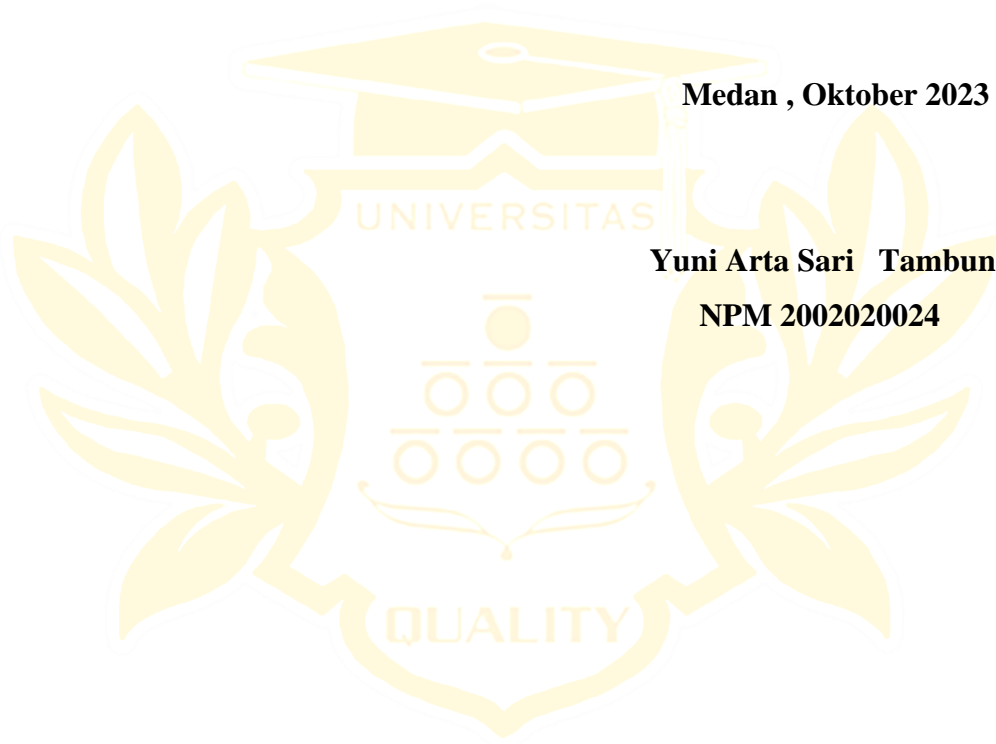 Medan , Oktober 2023
UNIVERSITAS
Yuni Arta Sari   Tambun
NPM 2002020024
QUALITY